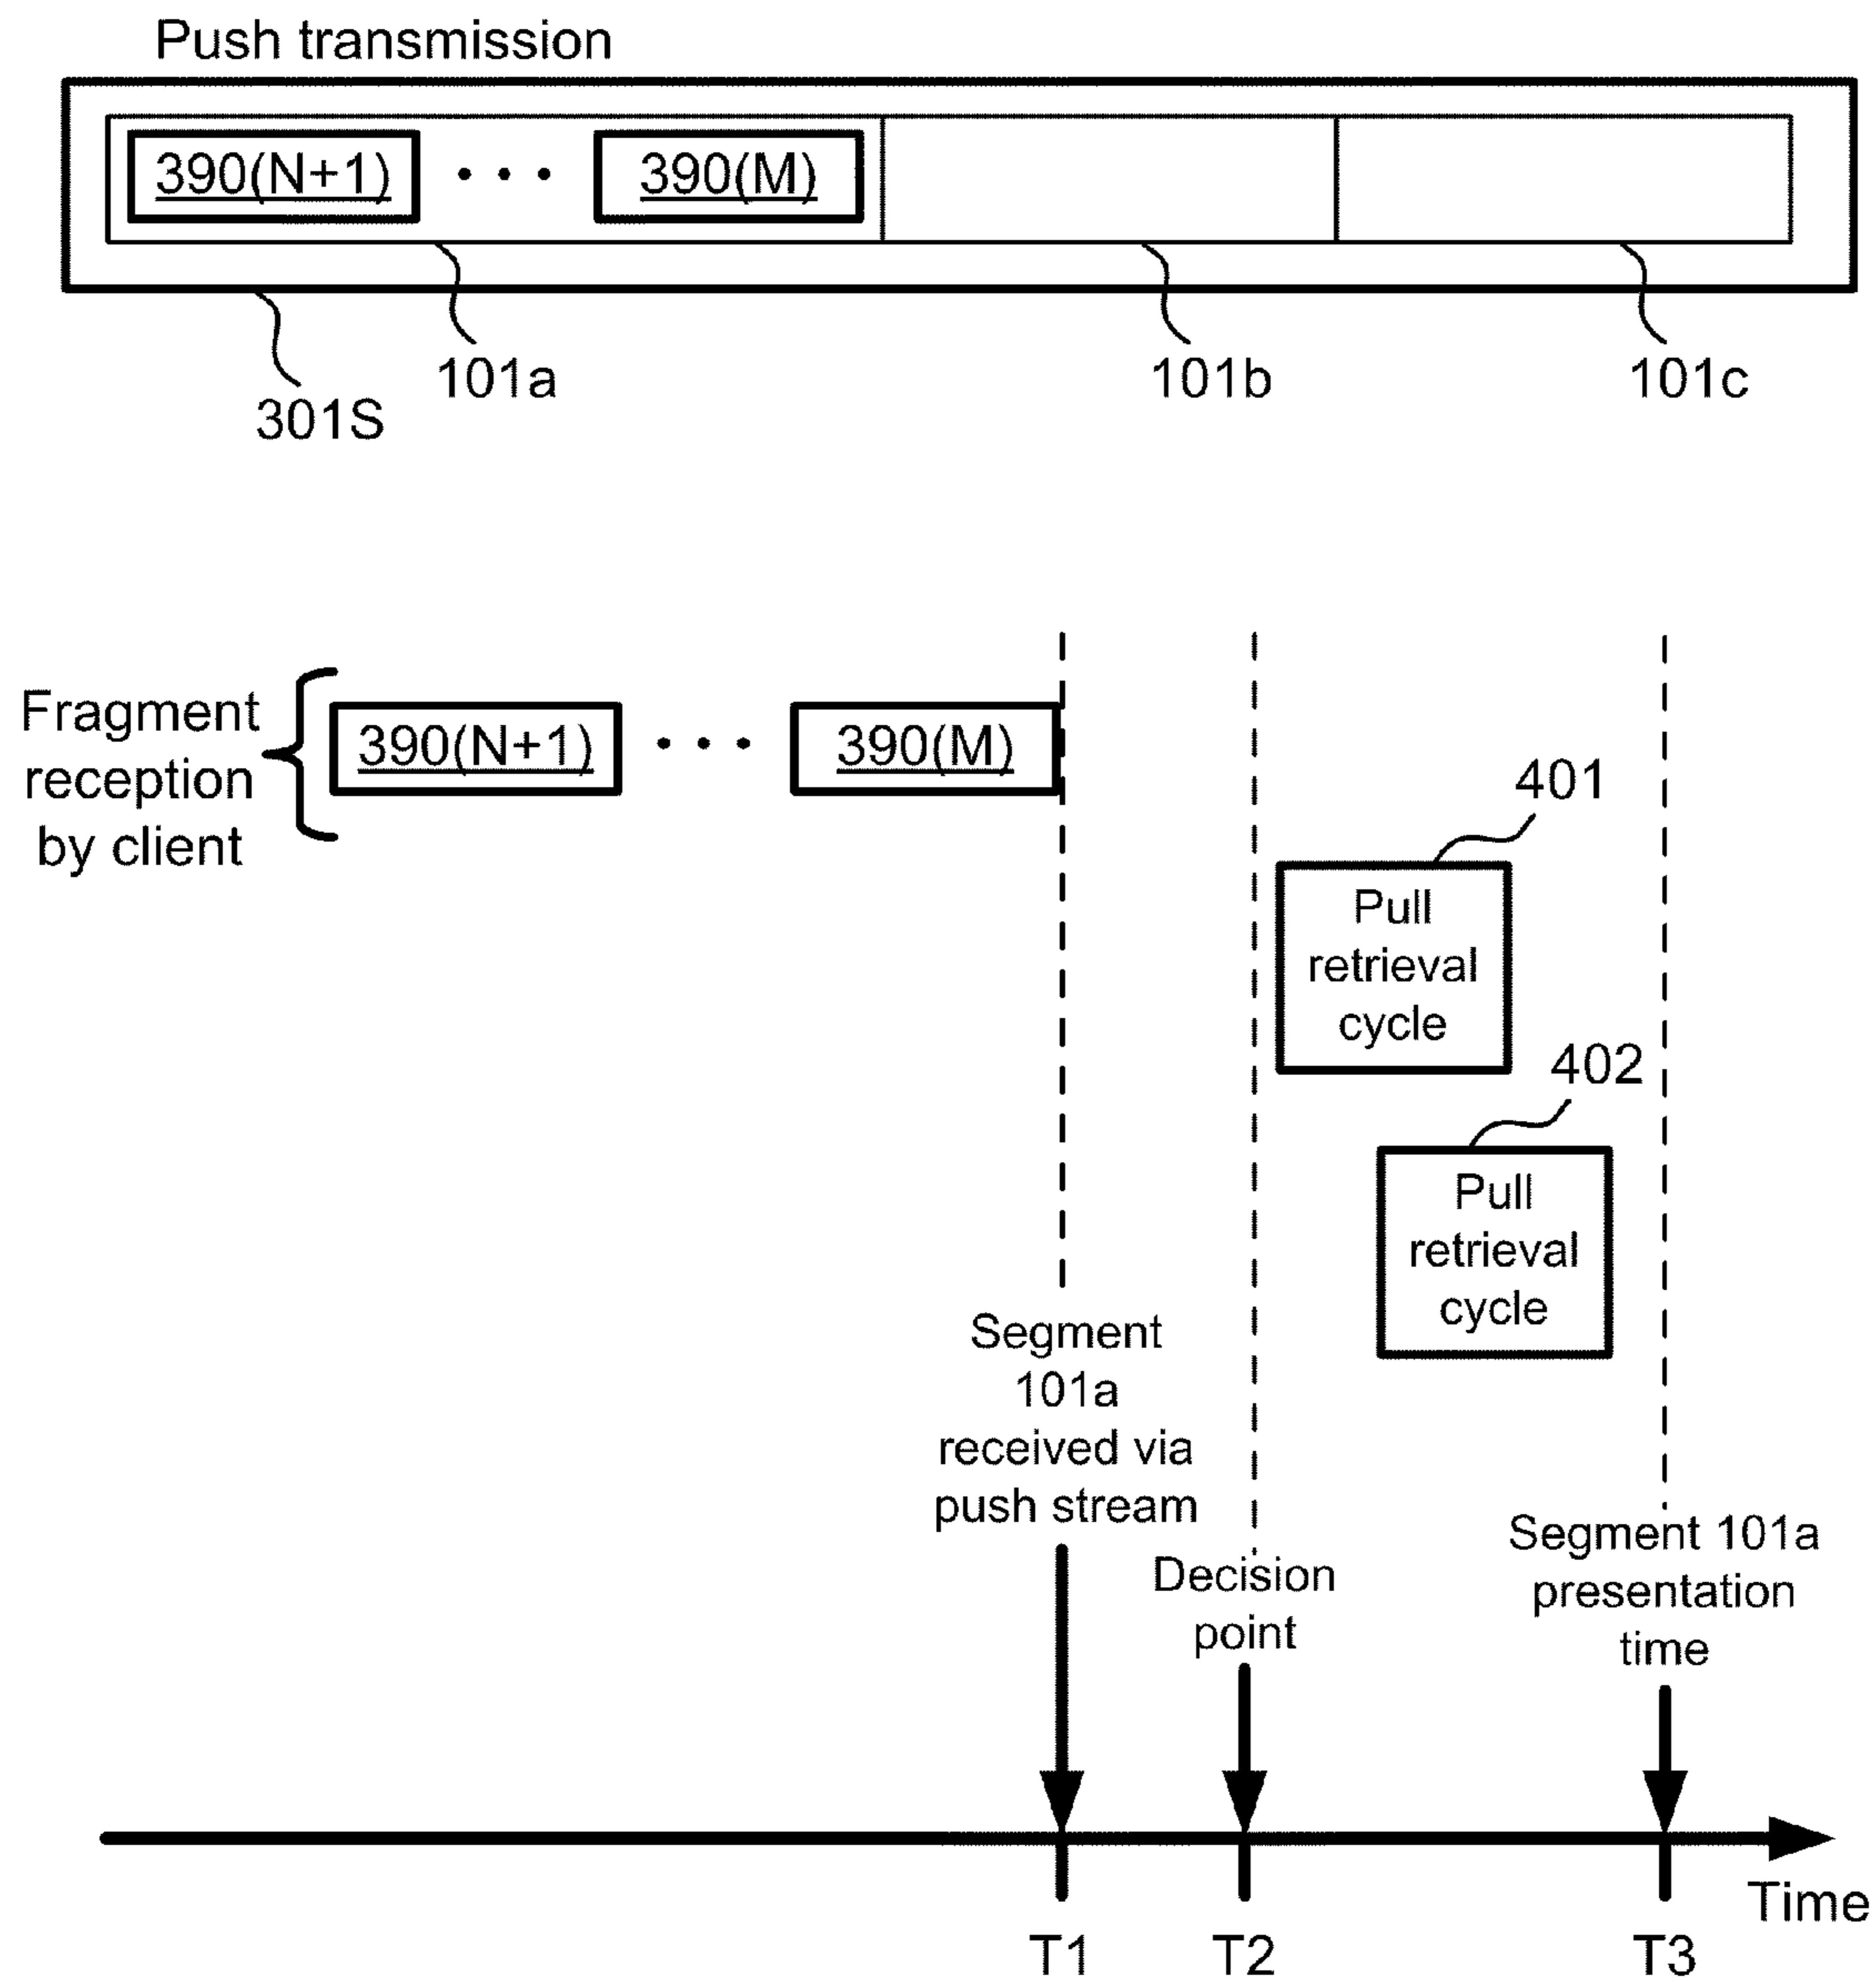 Push transmission
390(N+1)
• • •
390(M)
101a
101b
101c
301S
Fragment
reception
by client
390(N+1)
• • •
390(M)
401
Pull
retrieval
cycle
402
Pull
retrieval
cycle
Segment
101a
received via
push stream
Decision
point
Segment 101a
presentation
time
Time
T1
T2
T3